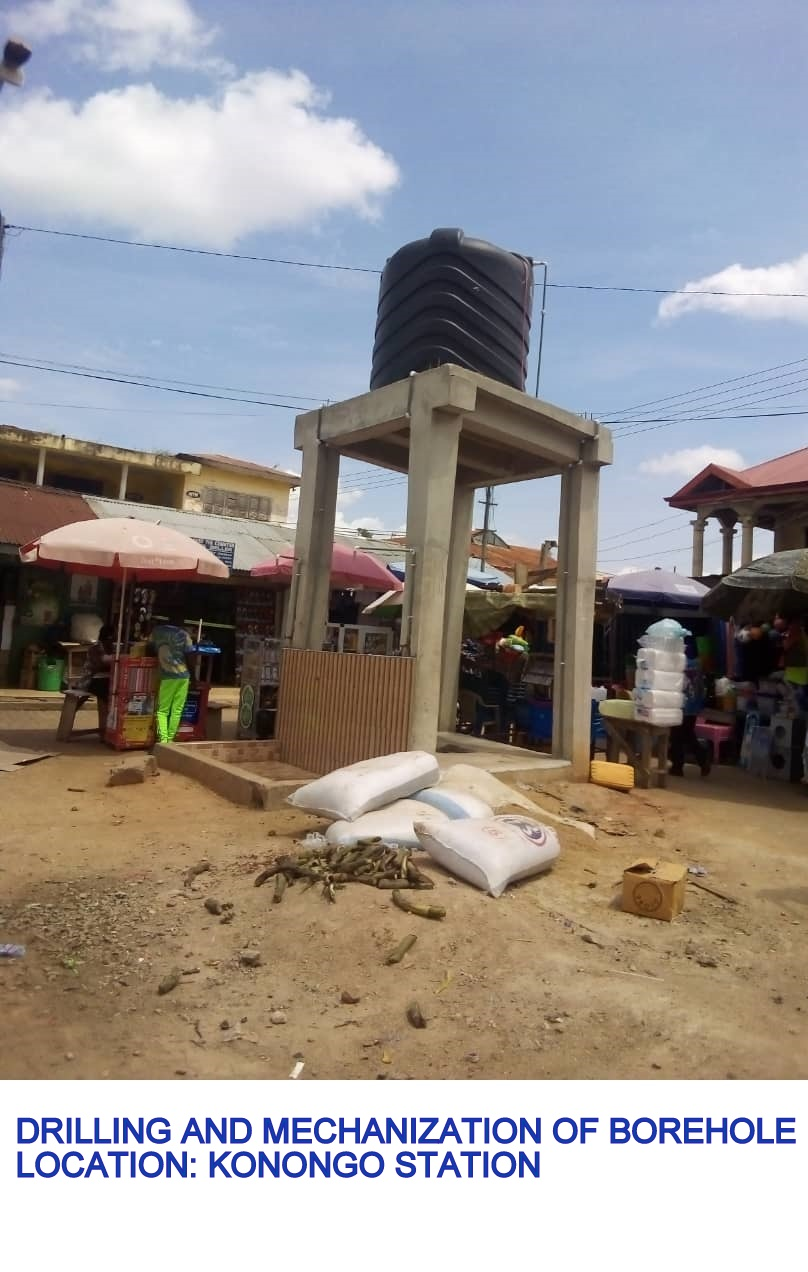 DRILLING AND MECHANIZATION OF BOREHOLE
LOCATION: KONONGO STATION